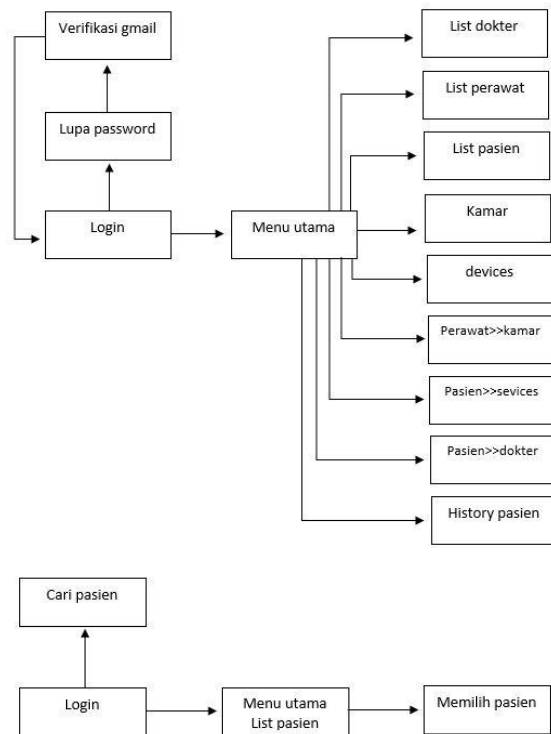 Verifikasi gmail
Lupa password
Login
Menu utama
List dokter
List perawat
List pasien
Kamar
devices
Perawat>>kamar
Pasien>>sevices
Pasien>>dokter
History pasien
Cari pasien
Login
Menu utama
List pasien
Memilih pasien